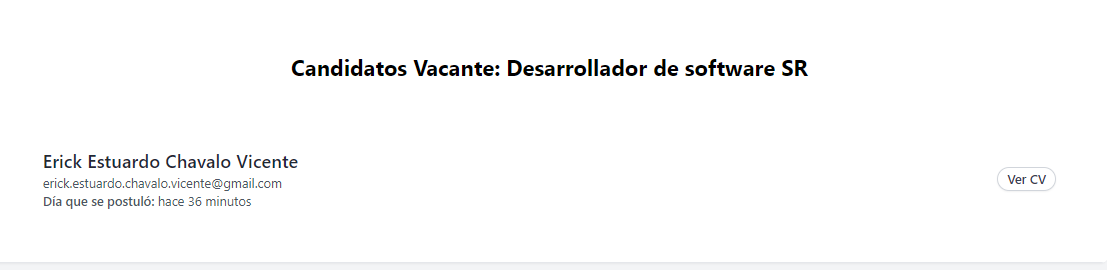 Candidatos Vacante: Desarrollador de software SR
Erick Estuardo Chavalo Vicente
erick.estuardo.chavalo.vicente@gmail.com
Día que se postuló: hace 36 minutos
Ver CV